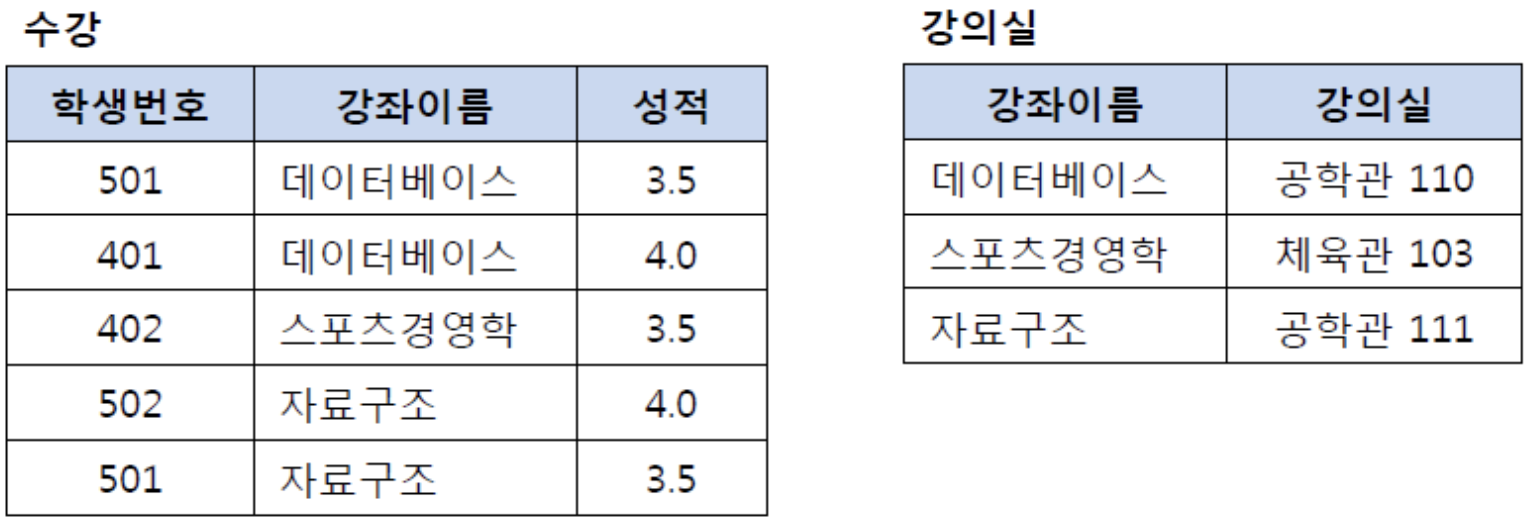 수강
학생번호 강좌이름 성적
501 데이터베이스 3.5
401 데이터베이스 4.0
402 스포츠경영학 3.5
502 자료구조 4.0
501 자료구조 3.5
강의실
강좌이름 강의실
데이터베이스 공학관 110
스포츠경영학 체육관 103
자료구조 공학관 111